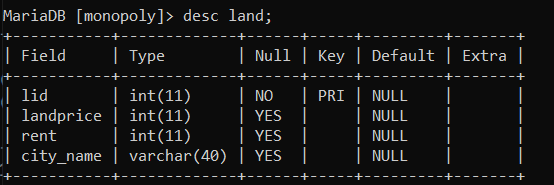 MariaDB [monopoly]> desc land;
+-----------+-------------+------+-----+---------+-------+
| Field     | Type        | Null | Key | Default | Extra |
+-----------+-------------+------+-----+---------+-------+
| lid       | int(11)     | NO   | PRI | NULL    |       |
| landprice | int(11)     | YES  |     | NULL    |       |
| rent      | int(11)     | YES  |     | NULL    |       |
| city_name | varchar(40) | YES  |     | NULL    |       |
+-----------+-------------+------+-----+---------+-------+